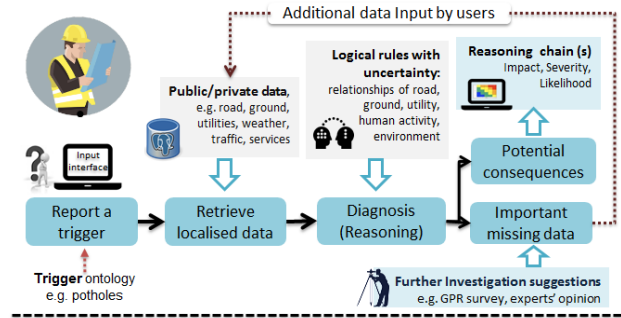 Additional data Input by users
Public/private data,
e.g. road, ground,
utilities, weather,
traffic, services
Logical rules with
uncertainty:
relationships of road,
ground, utility,
human activity,
environment
Reasoning chain (s)
Impact, Severity,
Likelihood
Input
interface
Potential
consequences
Report a
trigger
Retrieve
localised data
Diagnosis
(Reasoning)
Important
missing data
Trigger ontology
e.g. potholes
Further Investigation suggestions
e.g. GPR survey, experts' opinion